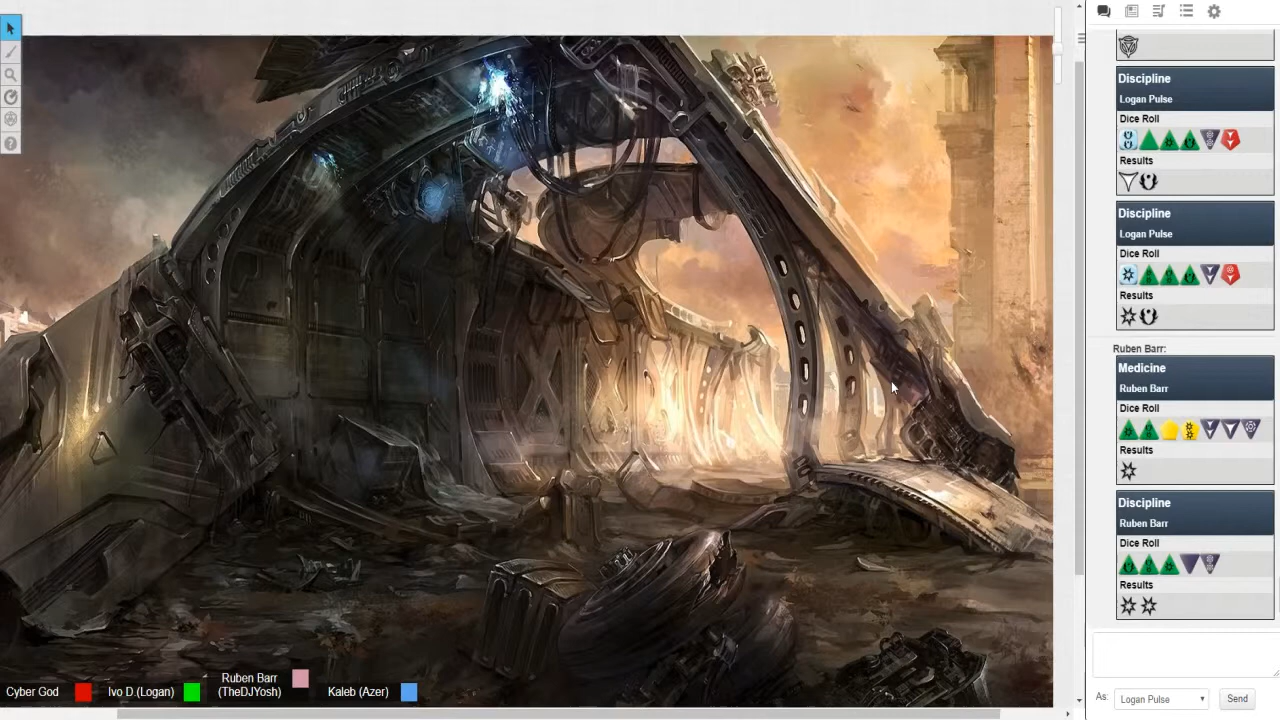 Discipline
Logan Pulse
Dice Roll
Results
Discipline
Logan Pulse
Dice Roll
Results
Ruben Barr:
Medicine
Ruben Barr
Dice Roll
Results
Discipline
Ruben Barr
Dice Roll
Results
As: Logan Pulse Send
Cyber God
Ivo D.(Logan)
Ruben Barr
(TheDJYosh)
Kaleb (Azer)